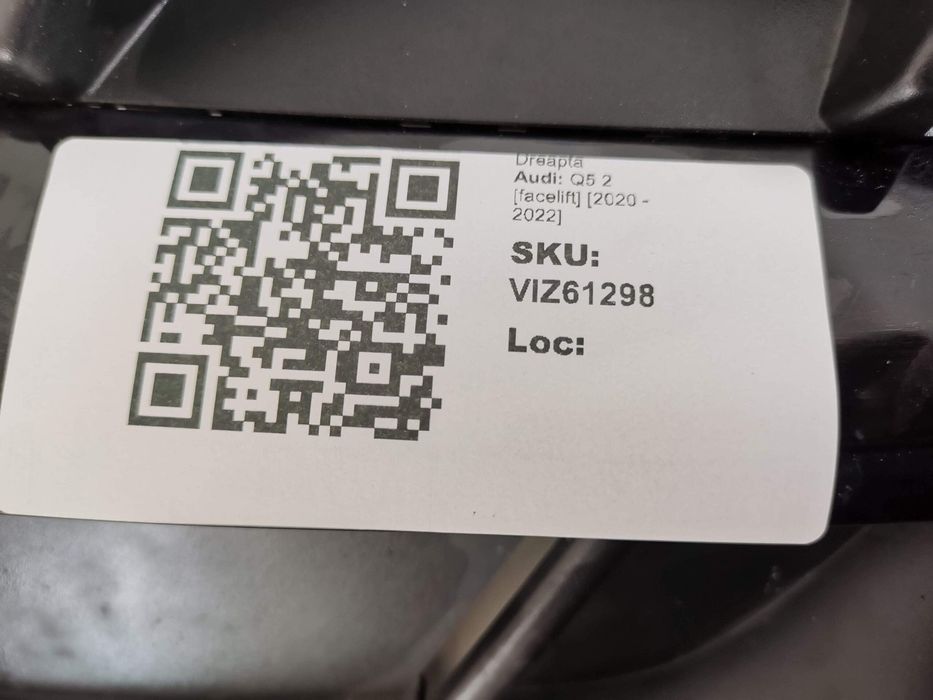 Dreapta
Audi: Q5 2
[facelift] [2020 -
2022]
SKU:
VIZ61298
Loc: